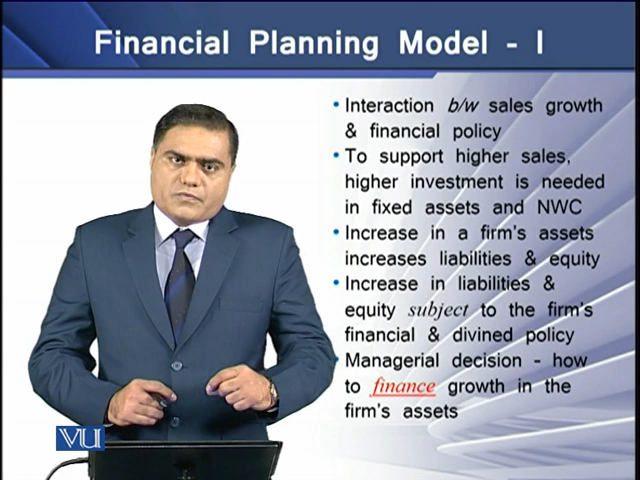 Financial Planning Model - I
• Interaction b/w sales growth
& financial policy
• To support higher sales,
higher investment is needed
in fixed assets and NWC
• Increase in a firm's assets
increases liabilities & equity
• Increase in liabilities &
equity subject to the firm's
financial & divined policy
• Managerial decision - how
to finance growth in the
firm's assets
VU